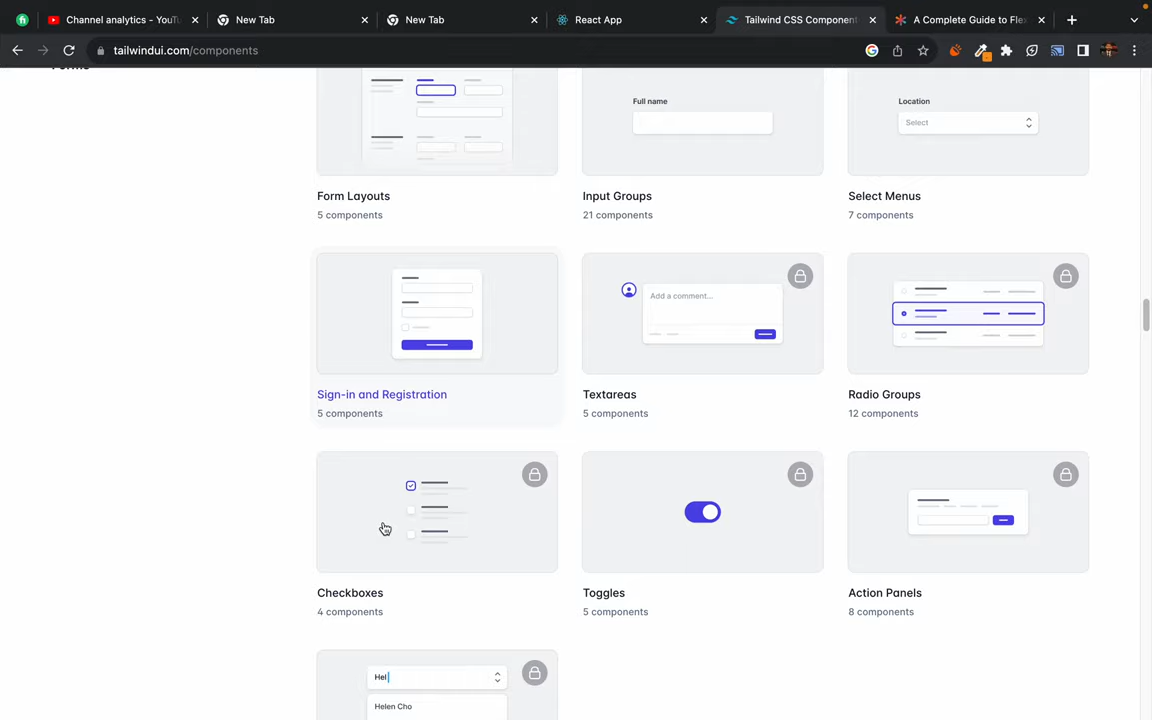 Channel analytics - YouTu
New Tab
New Tab
React App
Tailwind CSS Component
A Complete Guide to Fle
tailwindui.com/components
Full name
Location
Select
Form Layouts
5 components
Input Groups
21 components
Select Menus
7 components
Add a comment...
Sign-in and Registration
5 components
Textareas
5 components
Radio Groups
12 components
Checkboxes
4 components
Toggles
5 components
Action Panels
8 components
Hel
Helen Cho